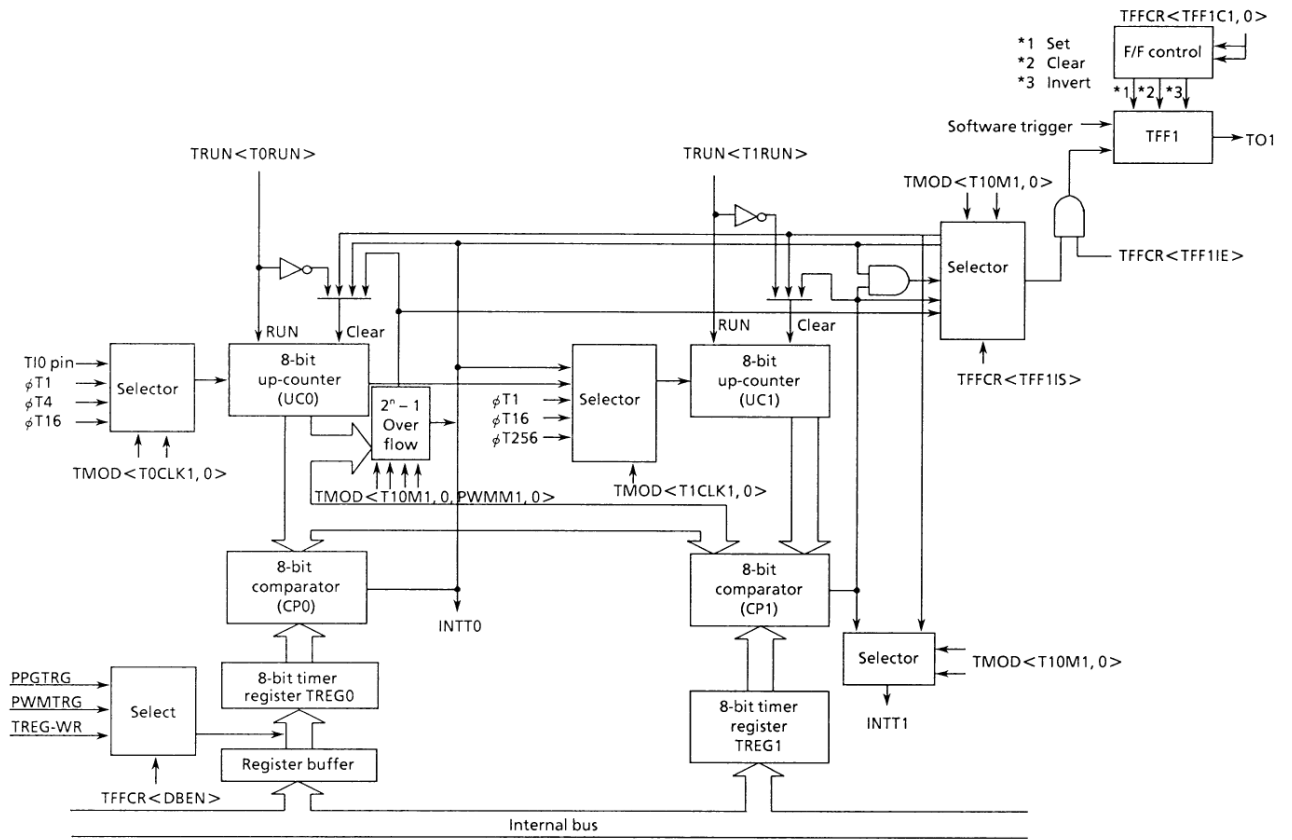 TFFCR<TFF1C1, 0>
*1 Set
*2 Clear
*3 Invert
F/F control
*1 *2 *3
Software trigger
TFF1
TO1
TRUN<T0RUN>
TRUN<T1RUN>
TMOD<T10M1, 0>
Selector
TFFCR<TFF1IE>
RUN
Clear
RUN
Clear
TFFCR<TFF1IS>
TI0 pin
φT1
φT4
φT16
Selector
TMOD<T0CLK1, 0>
8-bit
up-counter
(UC0)
2ⁿ – 1
Over
flow
TMOD<T10M1, 0, PWMM1, 0>
φT1
φT16
φT256
Selector
TMOD<T1CLK1, 0>
8-bit
up-counter
(UC1)
8-bit
comparator
(CP0)
INTT0
8-bit
comparator
(CP1)
Selector
TMOD<T10M1, 0>
INTT1
8-bit timer
register TREG0
8-bit timer
register
TREG1
PPGTRG
PWMTRG
TREG-WR
Select
TFFCR<DBEN>
Register buffer
Internal bus